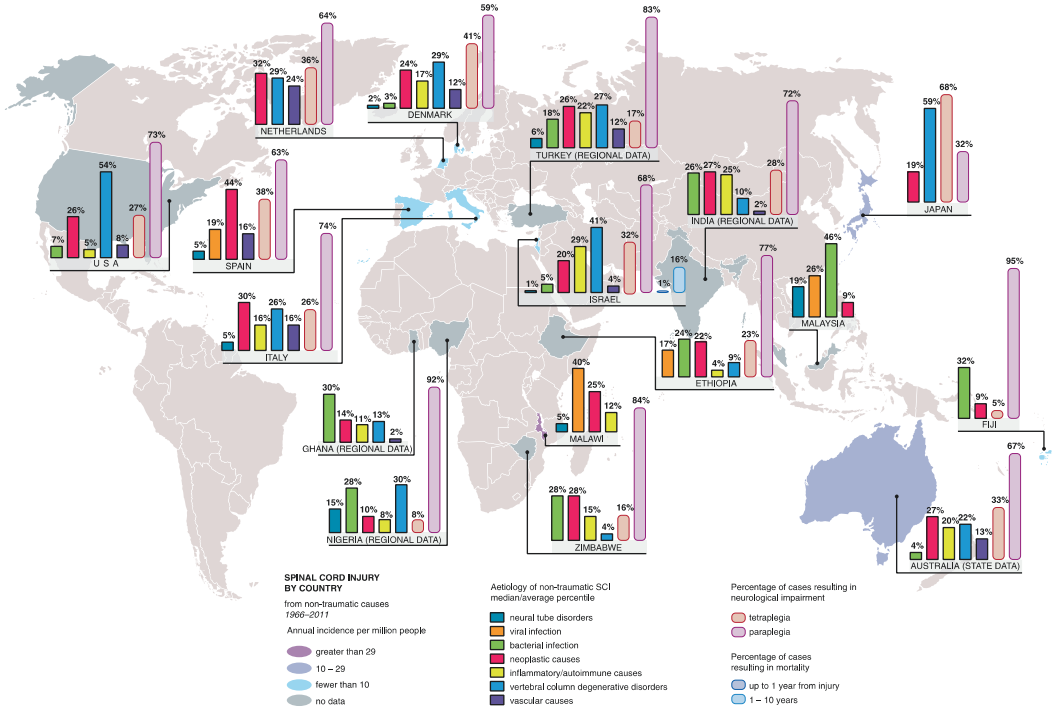 64%
32%
29%
24%
36%
NETHERLANDS
59%
2%
3%
24%
17%
29%
12%
41%
DENMARK
83%
6%
18%
26%
22%
27%
12%
17%
TURKEY (REGIONAL DATA)
72%
26%
27%
25%
10%
2%
28%
INDIA (REGIONAL DATA)
68%
19%
59%
32%
JAPAN
73%
7%
26%
5%
54%
8%
27%
U S A
63%
5%
19%
44%
16%
38%
SPAIN
68%
1%
5%
20%
29%
41%
4%
32%
1%
16%
ISRAEL
46%
19%
26%
9%
MALAYSIA
74%
5%
30%
16%
26%
16%
26%
ITALY
77%
17%
24%
22%
4%
9%
23%
ETHIOPIA
95%
32%
9%
5%
FIJI
30%
14%
11%
13%
2%
GHANA (REGIONAL DATA)
40%
5%
25%
12%
MALAWI
92%
15%
28%
10%
8%
30%
8%
NIGERIA (REGIONAL DATA)
84%
28%
28%
15%
4%
16%
ZIMBABWE
67%
4%
27%
20%
22%
13%
33%
AUSTRALIA (STATE DATA)
SPINAL CORD INJURY
BY COUNTRY
from non-traumatic causes
1966–2011
Annual incidence per million people
greater than 29
10 – 29
fewer than 10
no data
Aetiology of non-traumatic SCI
median/average percentile
neural tube disorders
viral infection
bacterial infection
neoplastic causes
inflammatory/autoimmune causes
vertebral column degenerative disorders
vascular causes
Percentage of cases resulting in
neurological impairment
tetraplegia
paraplegia
Percentage of cases
resulting in mortality
up to 1 year from injury
1 – 10 years